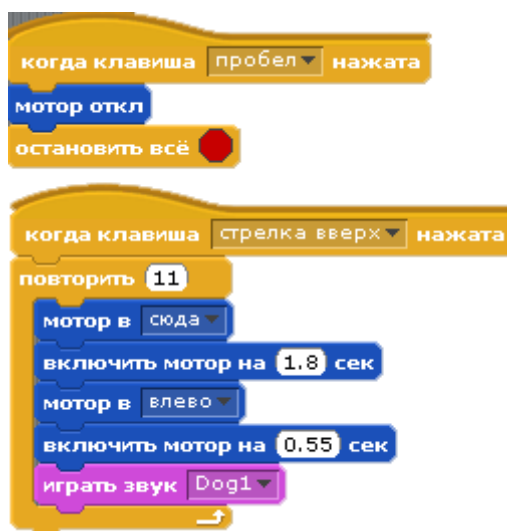 когда клавиша пробел нажата
мотор откл
остановить всё
когда клавиша стрелка вверх нажата
повторить 11
мотор в сюда
включить мотор на 1.8 сек
мотор в влево
включить мотор на 0.55 сек
играть звук Dog1